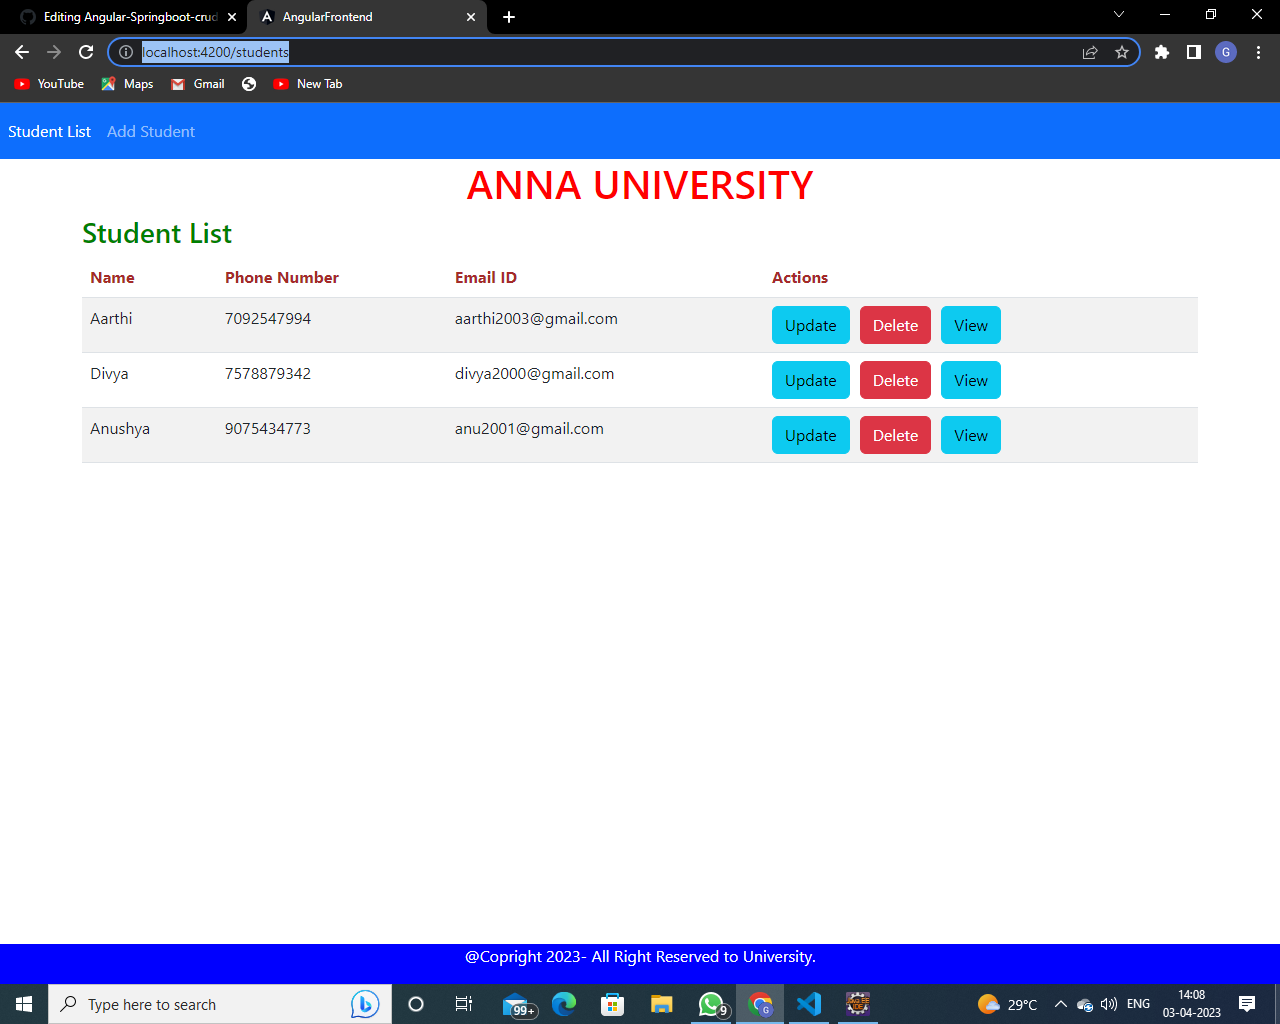 Editing Angular-Springboot-crud
AngularFrontend
localhost:4200/students
G
YouTube Maps Gmail New Tab
Student List Add Student
ANNA UNIVERSITY
Student List
Name Phone Number Email ID Actions
Aarthi 7092547994 aarthi2003@gmail.com Update Delete View
Divya 7578879342 divya2000@gmail.com Update Delete View
Anushya 9075434773 anu2001@gmail.com Update Delete View
@Copright 2023- All Right Reserved to University.
Type here to search 99+ 9 G 29°C ENG 14:08
03-04-2023